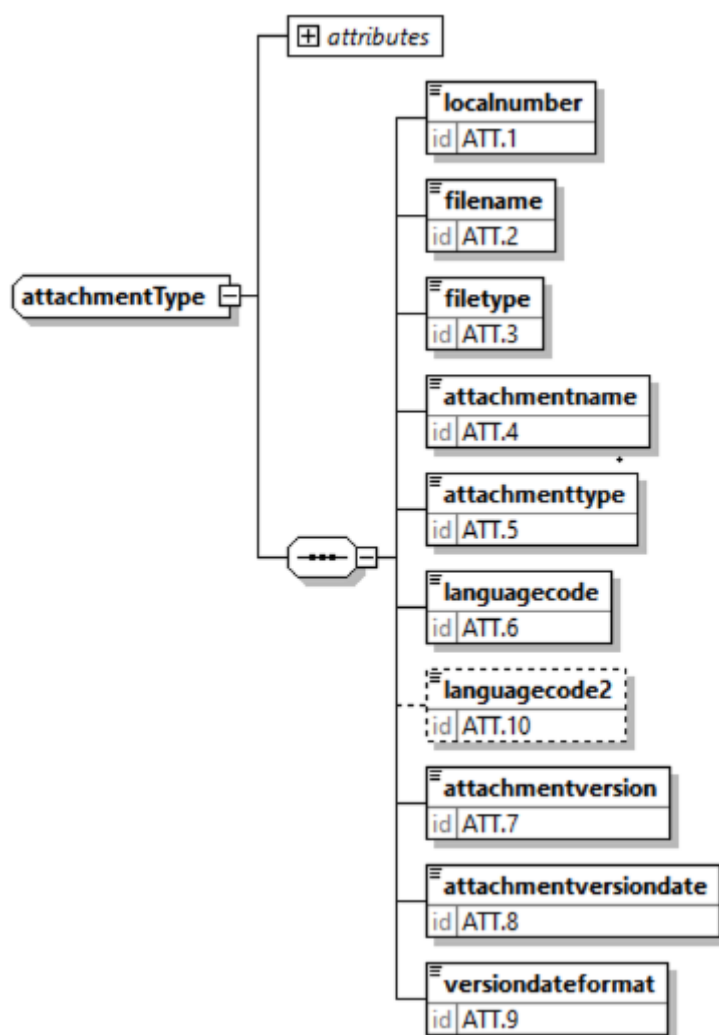 attributes
localnumber
id ATT.1
filename
id ATT.2
filetype
id ATT.3
attachmentType
attachmentname
id ATT.4
attachmenttype
id ATT.5
languagecode
id ATT.6
languagecode2
id ATT.10
attachmentversion
id ATT.7
attachmentversiondate
id ATT.8
versiondateformat
id ATT.9